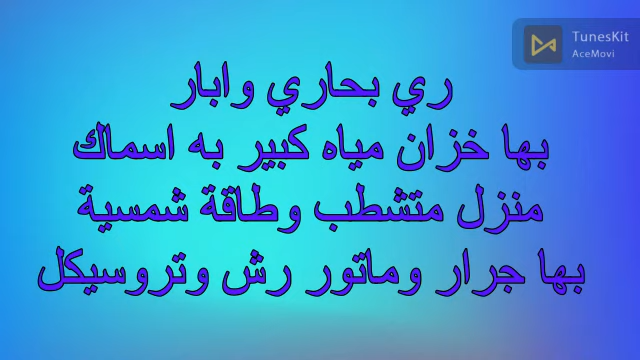 TunesKit
AceMovi
ري بحاري وابار
بها خزان مياه كبير به اسماك
منزل متشطب وطاقة شمسية
بها جرار وماتور رش وتروسيكل